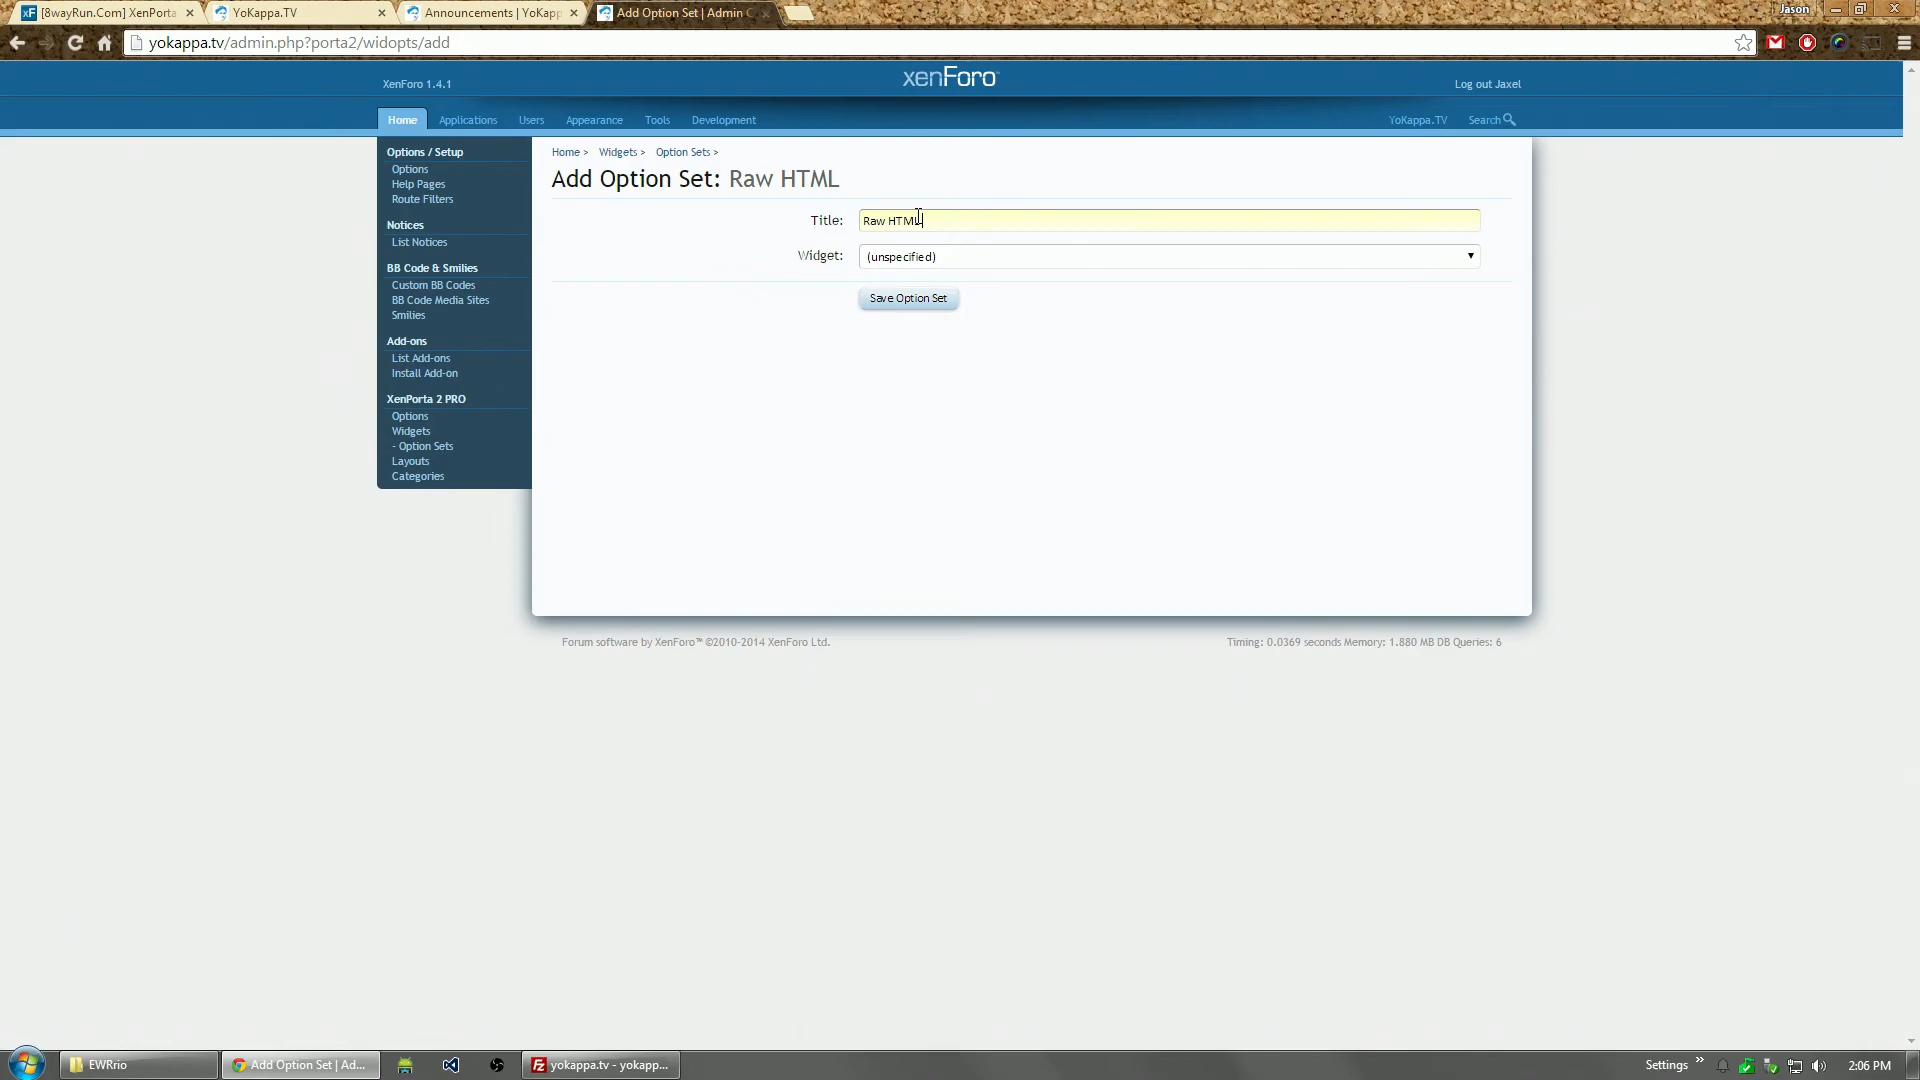 [8wayRun.Com] XenPorta
YoKappa.TV
Announcements | YoKapp
Add Option Set | Admin C
Jason
yokappa.tv/admin.php?porta2/widopts/add
XenForo 1.4.1
xenForo
Log out Jaxel
Home
Applications
Users
Appearance
Tools
Development
YoKappa.TV
Search
Options / Setup
Options
Help Pages
Route Filters
Notices
List Notices
BB Code & Smilies
Custom BB Codes
BB Code Media Sites
Smilies
Add-ons
List Add-ons
Install Add-on
XenPorta 2 PRO
Options
Widgets
- Option Sets
Layouts
Categories
Home > Widgets > Option Sets >
Add Option Set: Raw HTML
Title: Raw HTML
Widget: (unspecified)
Save Option Set
Forum software by XenForo™ ©2010-2014 XenForo Ltd.
Timing: 0.0369 seconds Memory: 1.880 MB DB Queries: 6
EWRrio
Add Option Set | Ad...
yokappa.tv - yokapp...
Settings
2:06 PM